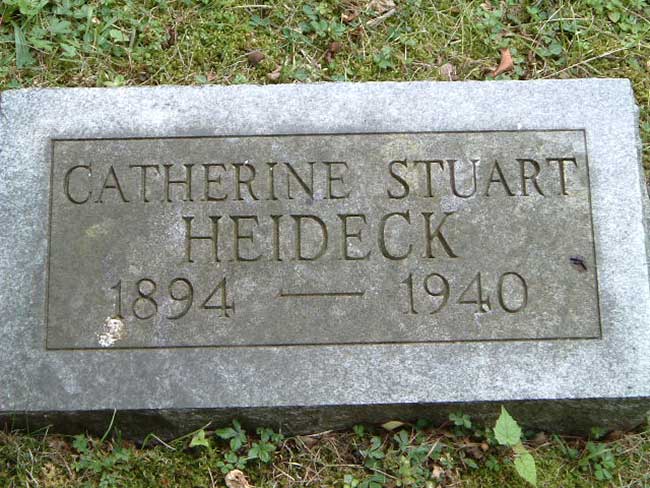 CATHERINE STUART
HEIDECK
1894 — 1940